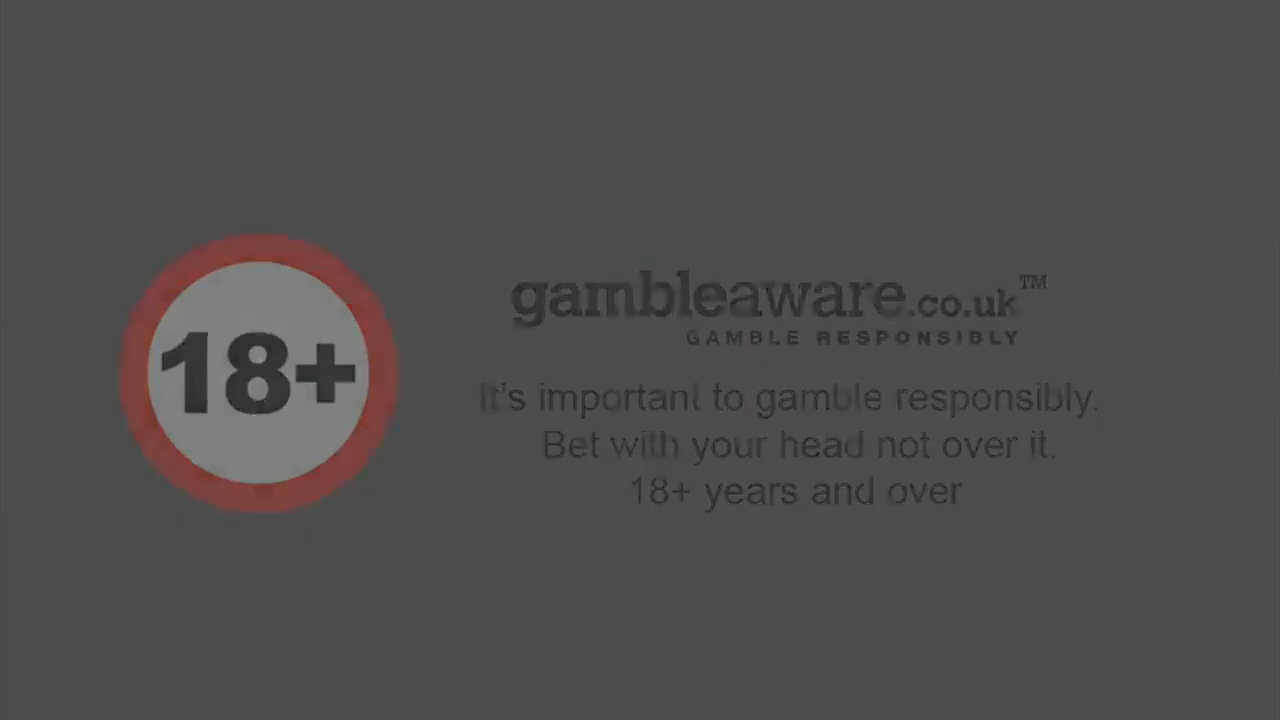 18+
gambleaware.co.uk™
GAMBLE RESPONSIBLY
It's important to gamble responsibly.
Bet with your head not over it.
18+ years and over